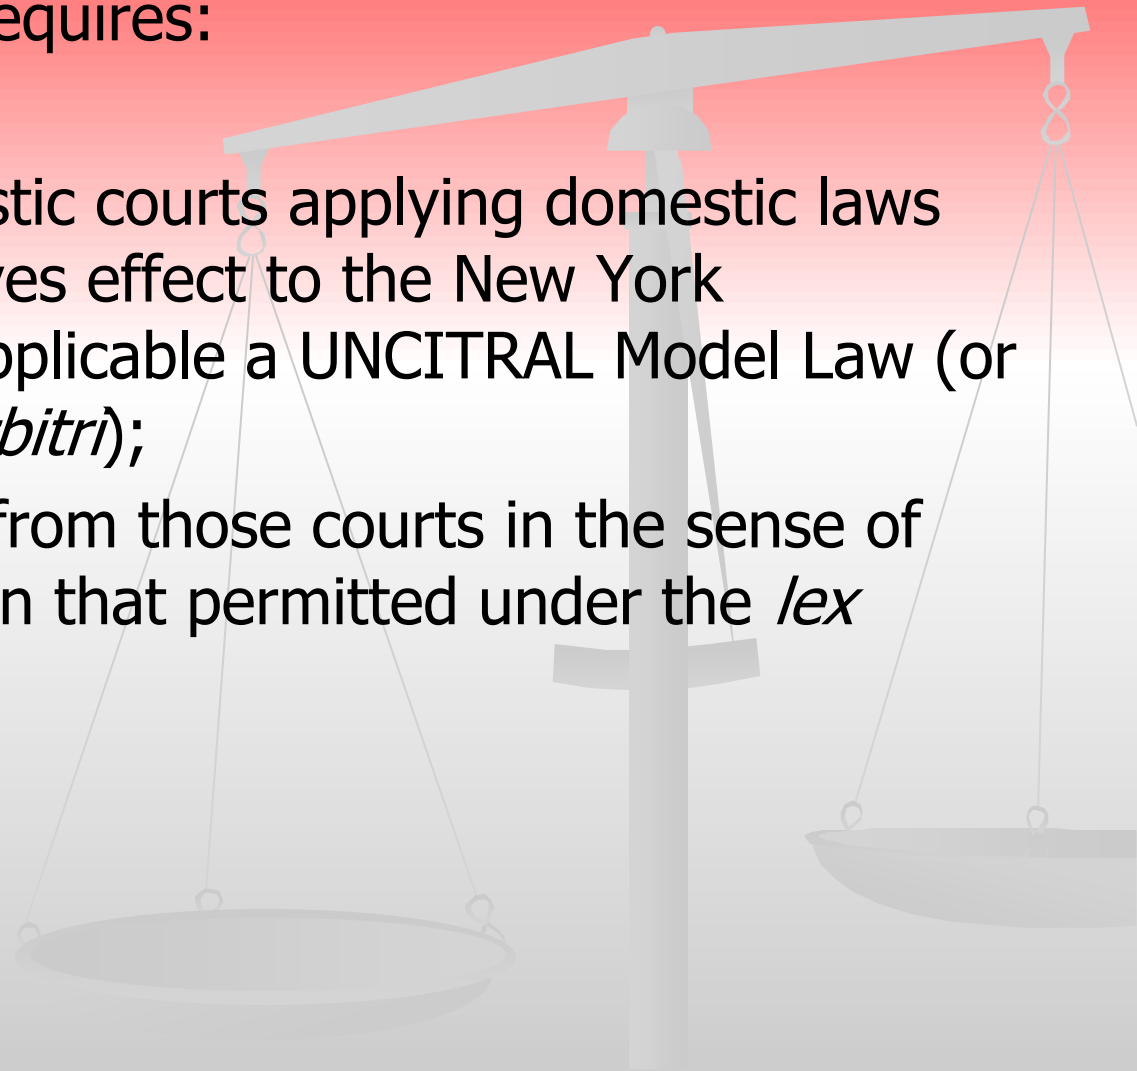 equires:
stic courts applying domestic laws
ves effect to the New York
pplicable a UNCITRAL Model Law (or
bitri);
from those courts in the sense of
n that permitted under the lex